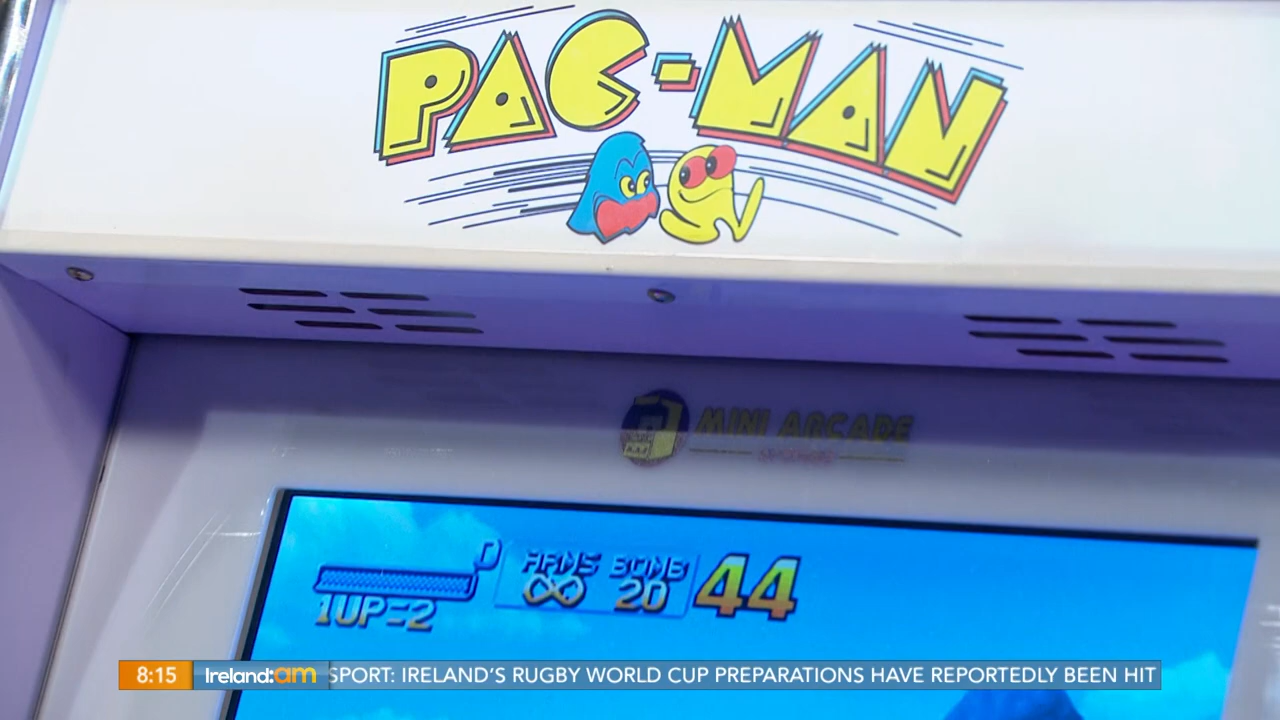 PAC-MAN
MINI ARCADE
0
ARMS BOMB
∞ 20 44
1UP=2
8:15 Ireland:am SPORT: IRELAND'S RUGBY WORLD CUP PREPARATIONS HAVE REPORTEDLY BEEN HIT